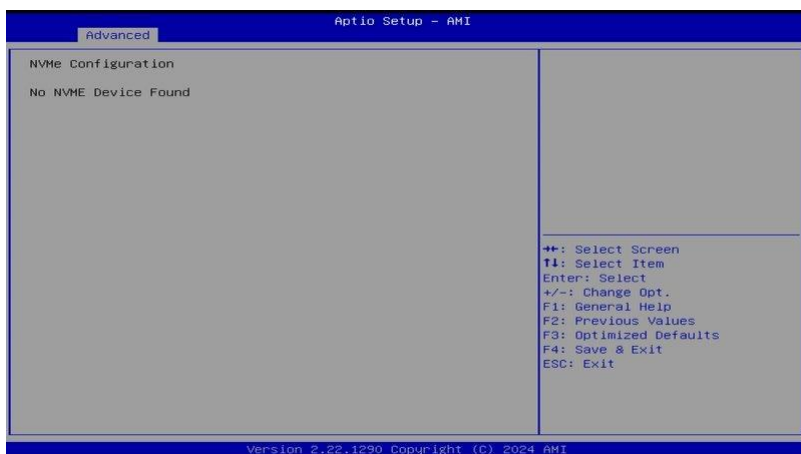 Aptio Setup - AMI
Advanced
NVMe Configuration
No NVME Device Found
→←: Select Screen
↑↓: Select Item
Enter: Select
+/-: Change Opt.
F1: General Help
F2: Previous Values
F3: Optimized Defaults
F4: Save & Exit
ESC: Exit
Version 2.22.1290 Copyright (C) 2024 AMI